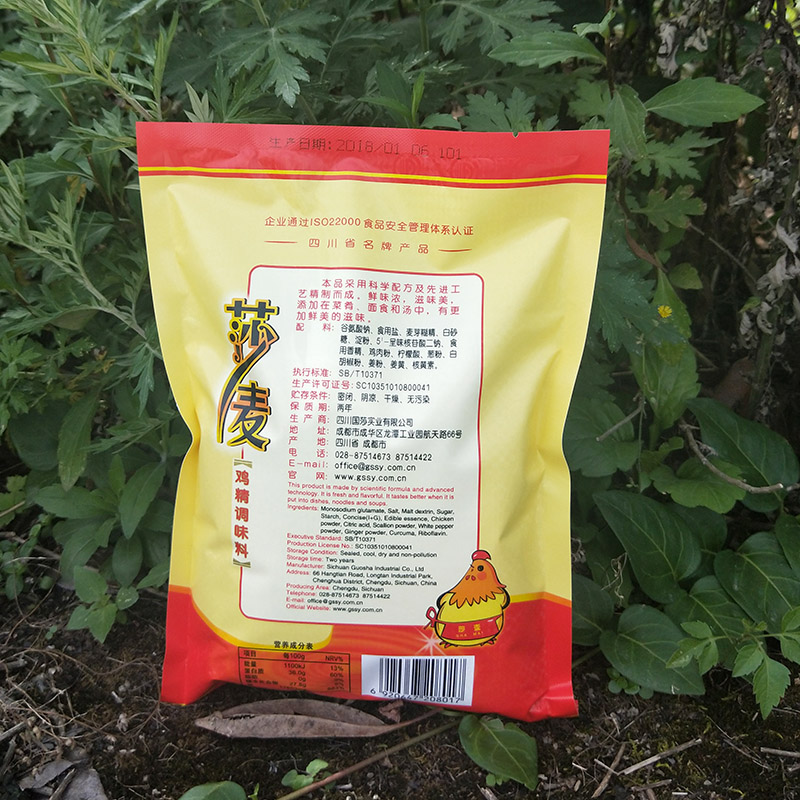 生产日期:2018/01 06 101
企业通过ISO22000食品安全管理体系认证
四川省名牌产品
莎麦
鸡精调味料
本品采用科学配方及先进工
艺精制而成。鲜味浓,滋味美,
添加在菜肴、面食和汤中,有更
加鲜美的滋味。
配 料: 谷氨酸钠、食用盐、麦芽糊精、白砂
糖、淀粉、5'-呈味核苷酸二钠、食
用香精、鸡肉粉、柠檬酸、葱粉、白
胡椒粉、姜粉、姜黄、核黄素。
执行标准: SB/T10371
生产许可证号: SC10351010800041
贮存条件: 密闭、阴凉、干燥、无污染
保 质 期: 两年
生 产 商: 四川国莎实业有限公司
地 址: 成都市成华区龙潭工业园航天路66号
产 地: 四川省 成都市
电 话: 028-87514673 87514422
E-mail: office@gssy.com.cn
官 网: www.gssy.com.cn
This product is made by scientific formula and advanced
technology. It is fresh and flavorful. It tastes better when it is
put into dishes, noodles and soups.
Ingredients: Monosodium glutamate, Salt, Malt dextrin, Sugar,
Starch, Concise(I+G), Edible essence, Chicken
powder, Citric acid, Scallion powder, White pepper
powder, Ginger powder, Curcuma, Riboflavin.
Executive Standard: SB/T10371
Production License No.: SC10351010800041
Storage Condition: Sealed, cool, dry and non-pollution
Storage time: Two years
Manufacturer: Sichuan Guosha Industrial Co., Ltd
Address: 66 Hangtian Road, Longtan Industrial Park,
Chenghua District, Chengdu, Sichuan, China
Producing Area: Chengdu, Sichuan
Telephone: 028-87514673 87514422
E-mail: office@gssy.com.cn
Official Website: www.gssy.com.cn
营养成分表
项目 每100g NRV%
能量 1100kJ 13%
蛋白质 36.0g 60%
脂肪 0g